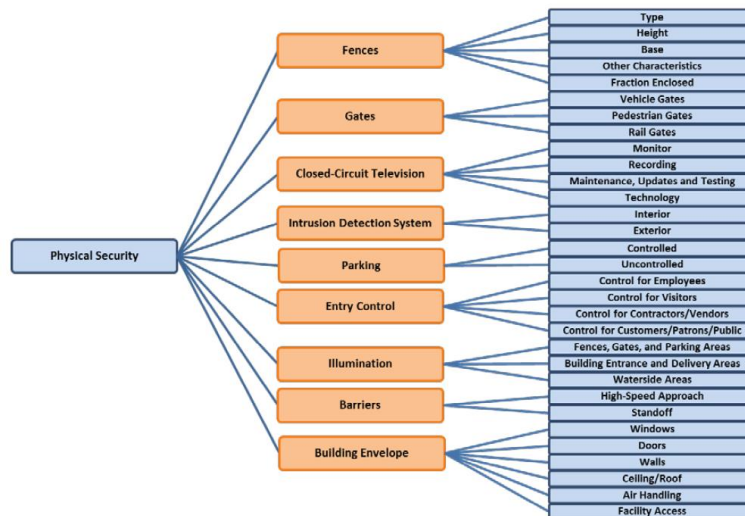 Physical Security
Fences
Type
Height
Base
Other Characteristics
Fraction Enclosed
Gates
Vehicle Gates
Pedestrian Gates
Rail Gates
Closed-Circuit Television
Monitor
Recording
Maintenance, Updates and Testing
Technology
Intrusion Detection System
Interior
Exterior
Parking
Controlled
Uncontrolled
Entry Control
Control for Employees
Control for Visitors
Control for Contractors/Vendors
Control for Customers/Patrons/Public
Illumination
Fences, Gates, and Parking Areas
Building Entrance and Delivery Areas
Waterside Areas
Barriers
High-Speed Approach
Standoff
Building Envelope
Windows
Doors
Walls
Ceiling/Roof
Air Handling
Facility Access